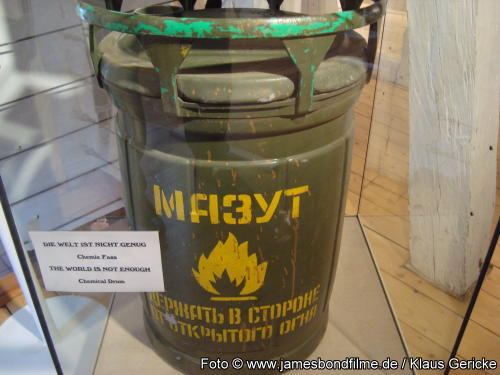 МАЗУТ
ДЕРЖАТЬ В СТОРОНЕ
ОТ ОТКРЫТОГО ОГНЯ
DIE WELT IST NICHT GENUG
Chemie Fass
THE WORLD IS NOT ENOUGH
Chemical Drum
Foto © www.jamesbondfilme.de / Klaus Gericke